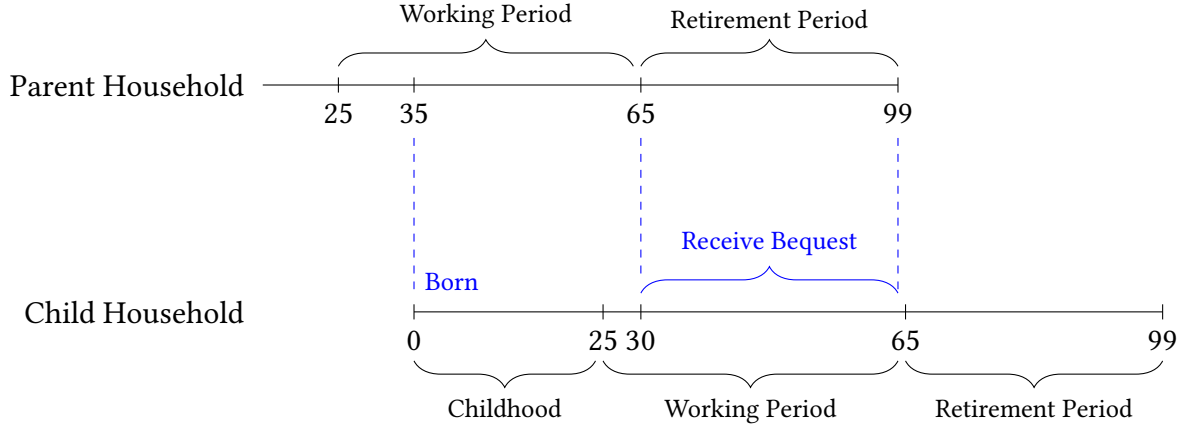 Working Period Retirement Period
Parent Household
25 35 65 99
Receive Bequest
Born
Child Household
0 25 30 65 99
Childhood Working Period Retirement Period